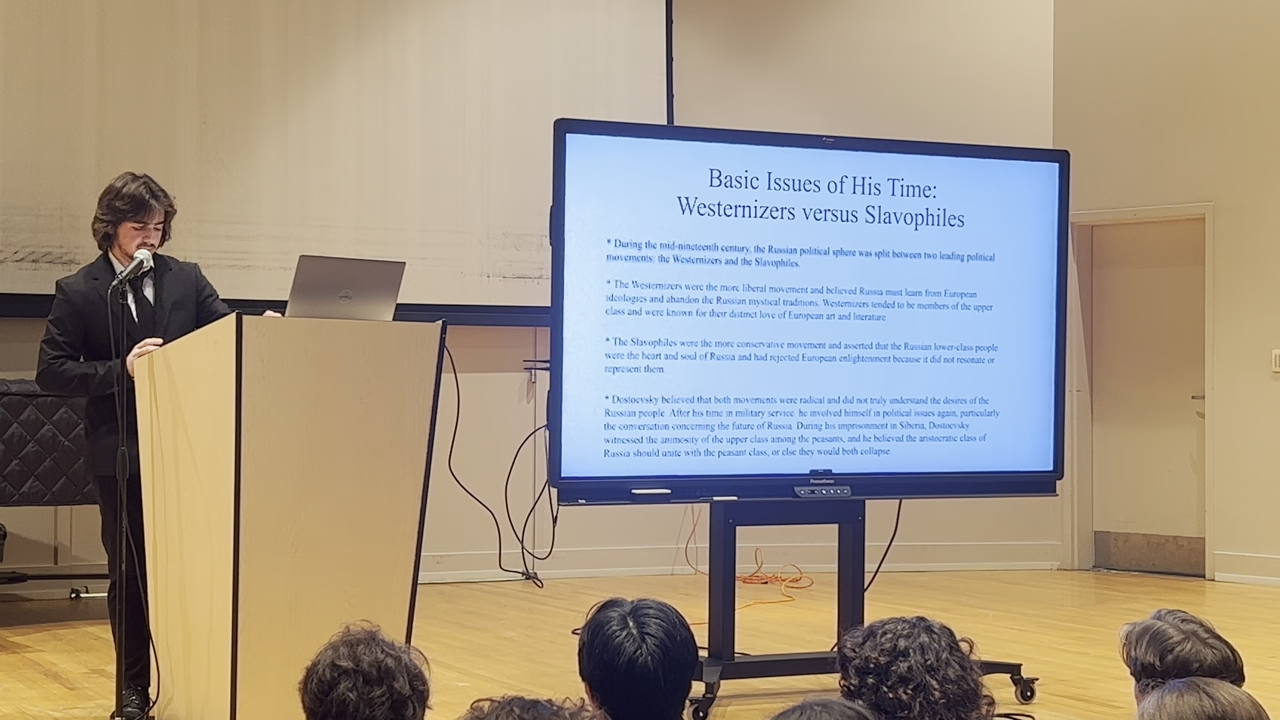 Basic Issues of His Time:
Westernizers versus Slavophiles
* During the mid-nineteenth century, the Russian political sphere was split between two leading political
movements: the Westernizers and the Slavophiles.
* The Westernizers were the more liberal movement and believed Russia must learn from European
ideologies and abandon the Russian mystical traditions. Westernizers tended to be members of the upper
class and were known for their distinct love of European art and literature.
* The Slavophiles were the more conservative movement and asserted that the Russian lower-class people
were the heart and soul of Russia and had rejected European enlightenment because it did not resonate or
represent them.
* Dostoevsky believed that both movements were radical and did not truly understand the desires of the
Russian people. After his time in military service, he involved himself in political issues again, particularly
the conversation concerning the future of Russia. During his imprisonment in Siberia, Dostoevsky
witnessed the animosity of the upper class among the peasants, and he believed the aristocratic class of
Russia should unite with the peasant class, or else they would both collapse.
Promethean